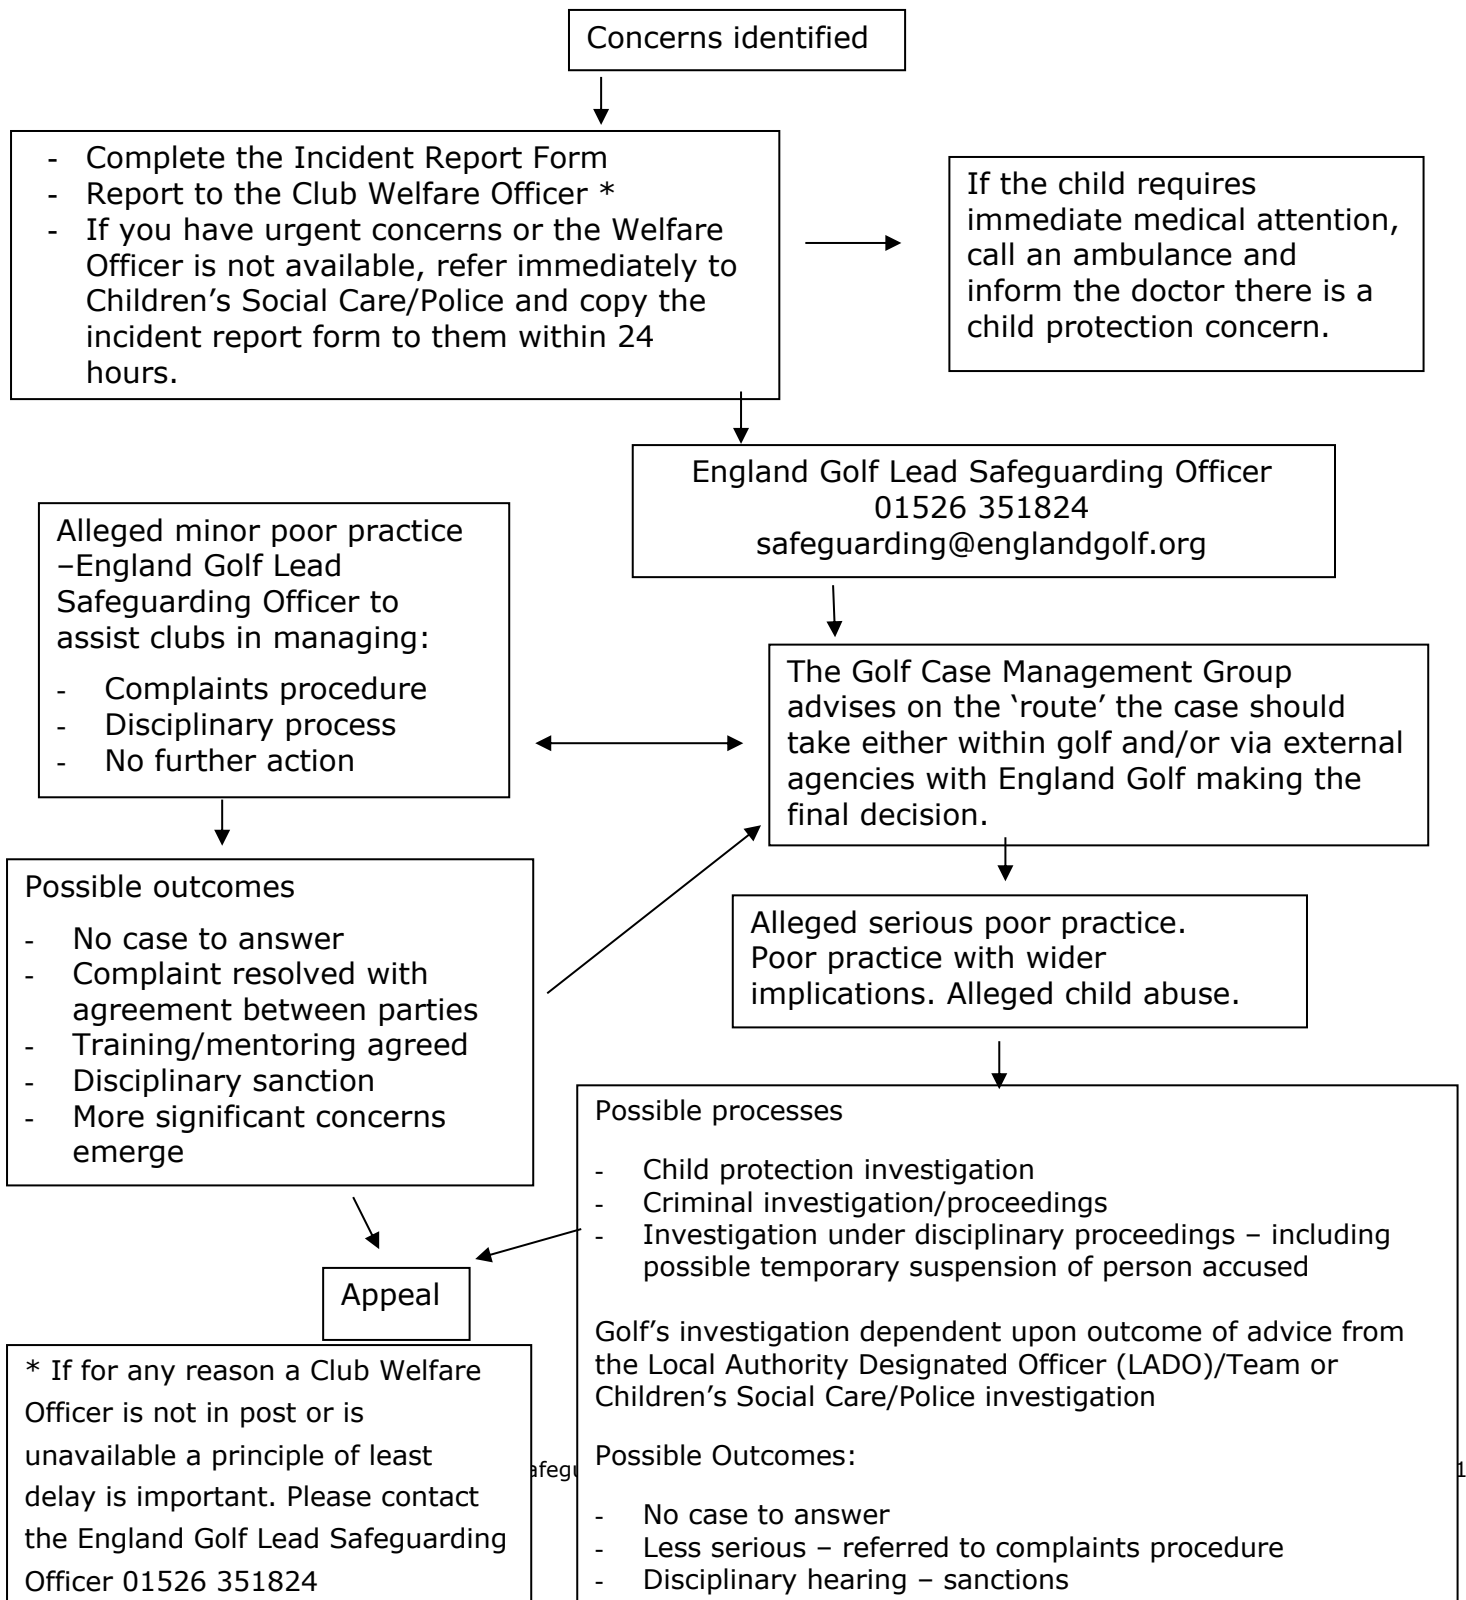 Concerns identified
- Complete the Incident Report Form
- Report to the Club Welfare Officer *
- If you have urgent concerns or the Welfare
Officer is not available, refer immediately to
Children’s Social Care/Police and copy the
incident report form to them within 24
hours.
If the child requires
immediate medical attention,
call an ambulance and
inform the doctor there is a
child protection concern.
England Golf Lead Safeguarding Officer
01526 351824
safeguarding@englandgolf.org
Alleged minor poor practice
–England Golf Lead
Safeguarding Officer to
assist clubs in managing:
- Complaints procedure
- Disciplinary process
- No further action
The Golf Case Management Group
advises on the ‘route’ the case should
take either within golf and/or via external
agencies with England Golf making the
final decision.
Possible outcomes
- No case to answer
- Complaint resolved with
agreement between parties
- Training/mentoring agreed
- Disciplinary sanction
- More significant concerns
emerge
Alleged serious poor practice.
Poor practice with wider
implications. Alleged child abuse.
Possible processes
- Child protection investigation
- Criminal investigation/proceedings
- Investigation under disciplinary proceedings – including
possible temporary suspension of person accused
Golf’s investigation dependent upon outcome of advice from
the Local Authority Designated Officer (LADO)/Team or
Children’s Social Care/Police investigation
Possible Outcomes:
- No case to answer
- Less serious – referred to complaints procedure
- Disciplinary hearing – sanctions
Appeal
* If for any reason a Club Welfare
Officer is not in post or is
unavailable a principle of least
delay is important. Please contact
the England Golf Lead Safeguarding
Officer 01526 351824
1